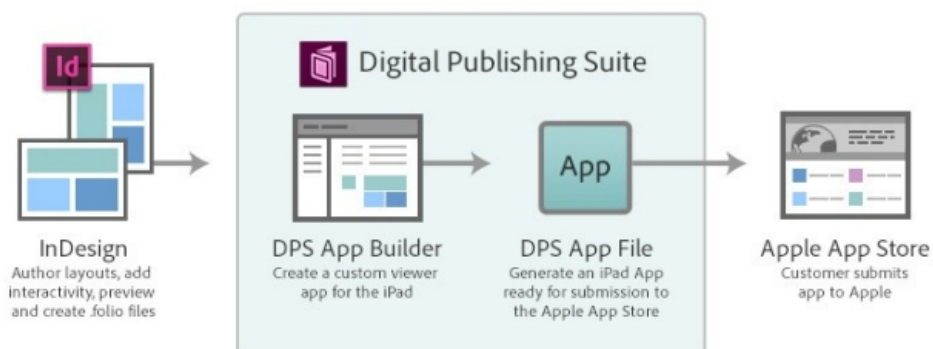 Id
Digital Publishing Suite
App
InDesign
Author layouts, add
interactivity, preview
and create .folio files
DPS App Builder
Create a custom viewer
app for the iPad
DPS App File
Generate an iPad App
ready for submission to
the Apple App Store
Apple App Store
Customer submits
app to Apple